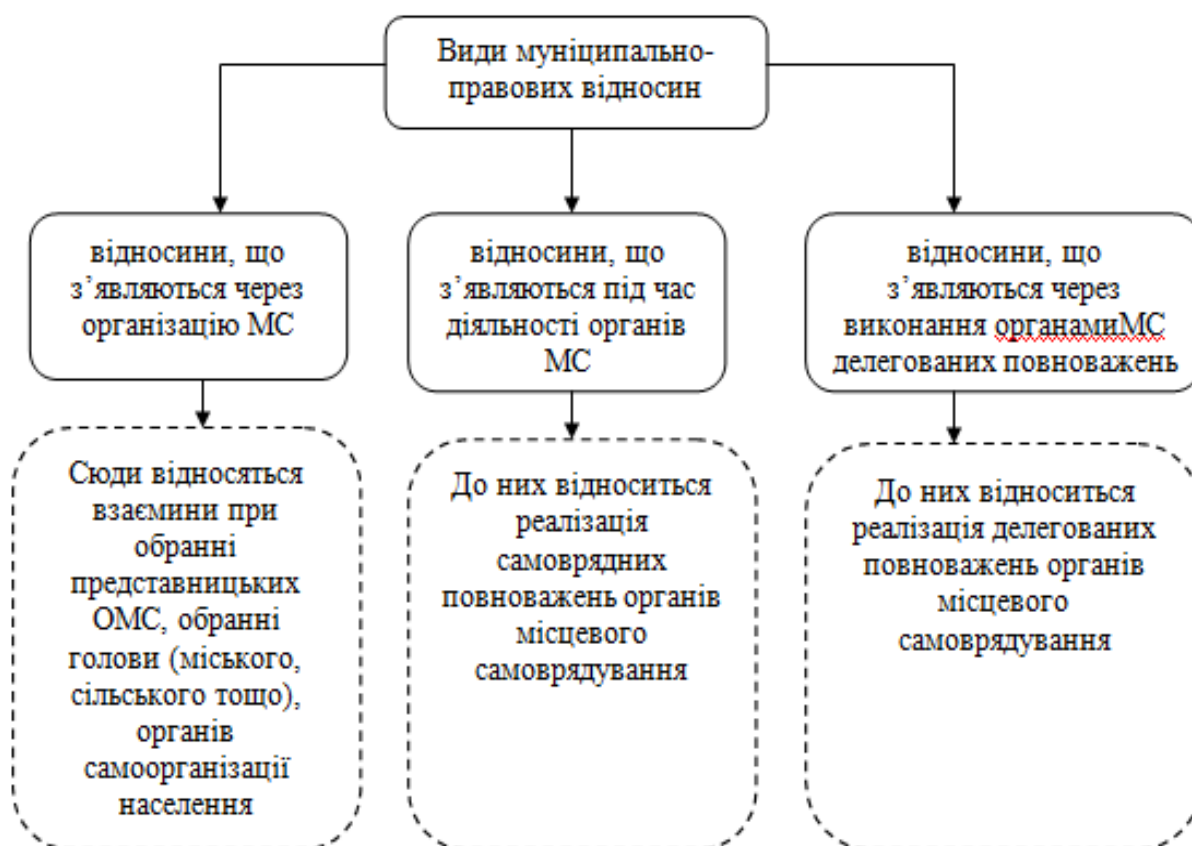 Види муніципально-
правових відносин
відносини, що
з’являються через
організацію МС
відносини, що
з’являються під час
діяльності органів
МС
відносини, що
з’являються через
виконання органамиМС
делегованих повноважень
Сюди відносяться
взаємини при
обранні
представницьких
ОМС, обранні
голови (міського,
сільського тощо),
органів
самоорганізації
населення
До них відноситься
реалізація
самоврядних
повноважень органів
місцевого
самоврядування
До них відноситься
реалізація делегованих
повноважень органів
місцевого
самоврядування